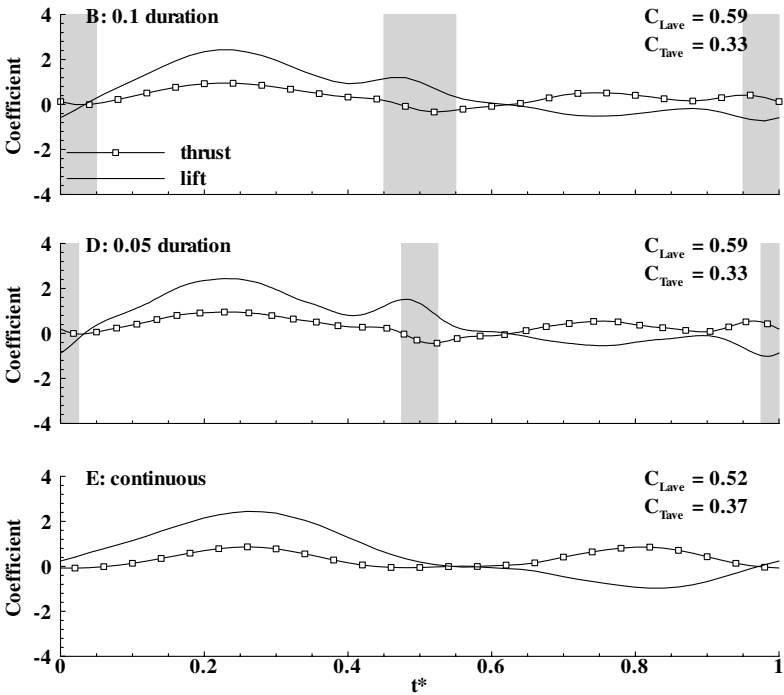 B: 0.1 duration
C_Lave = 0.59
C_Tave = 0.33
Coefficient
4
2
0
-2
-4
thrust
lift
D: 0.05 duration
C_Lave = 0.59
C_Tave = 0.33
Coefficient
4
2
0
-2
-4
E: continuous
C_Lave = 0.52
C_Tave = 0.37
Coefficient
4
2
0
-2
-4
0 0.2 0.4 0.6 0.8 1
t*